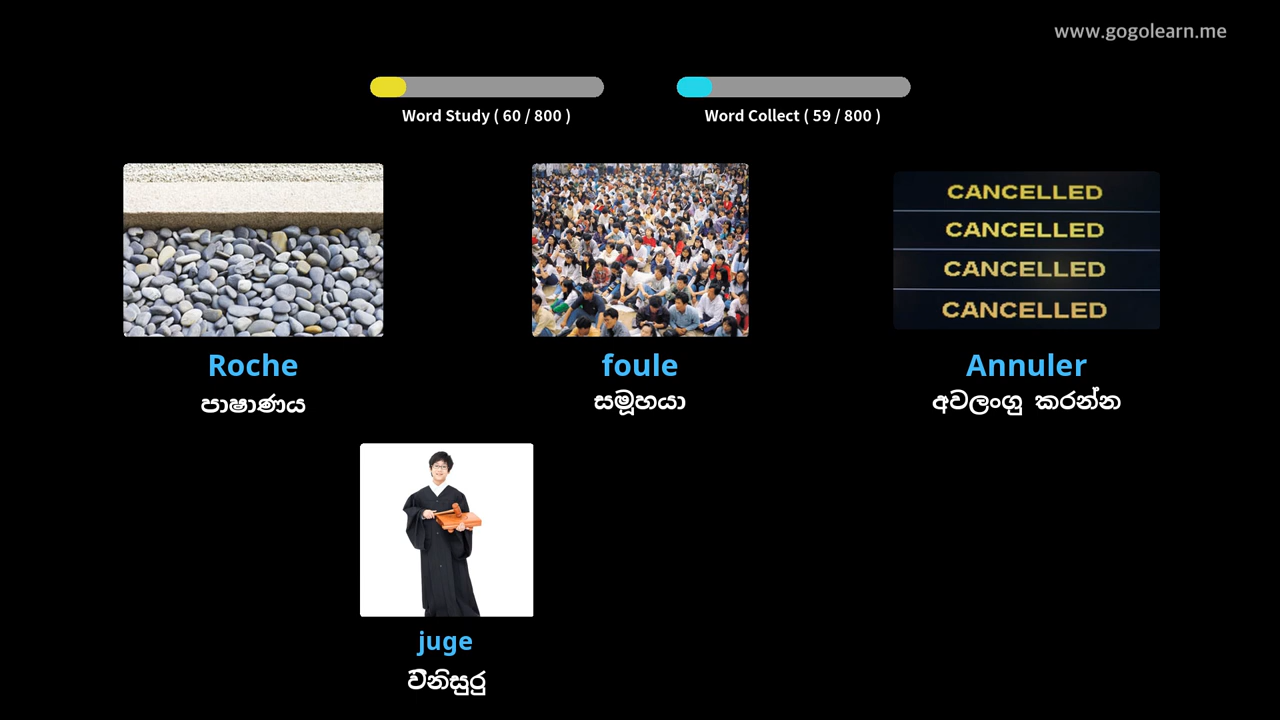 www.gogolearn.me
Word Study ( 60 / 800 )
Word Collect ( 59 / 800 )
CANCELLED
CANCELLED
CANCELLED
CANCELLED
Roche
පාෂාණය
foule
සමූහයා
Annuler
අවලංගු කරන්න
juge
විනිසුරු